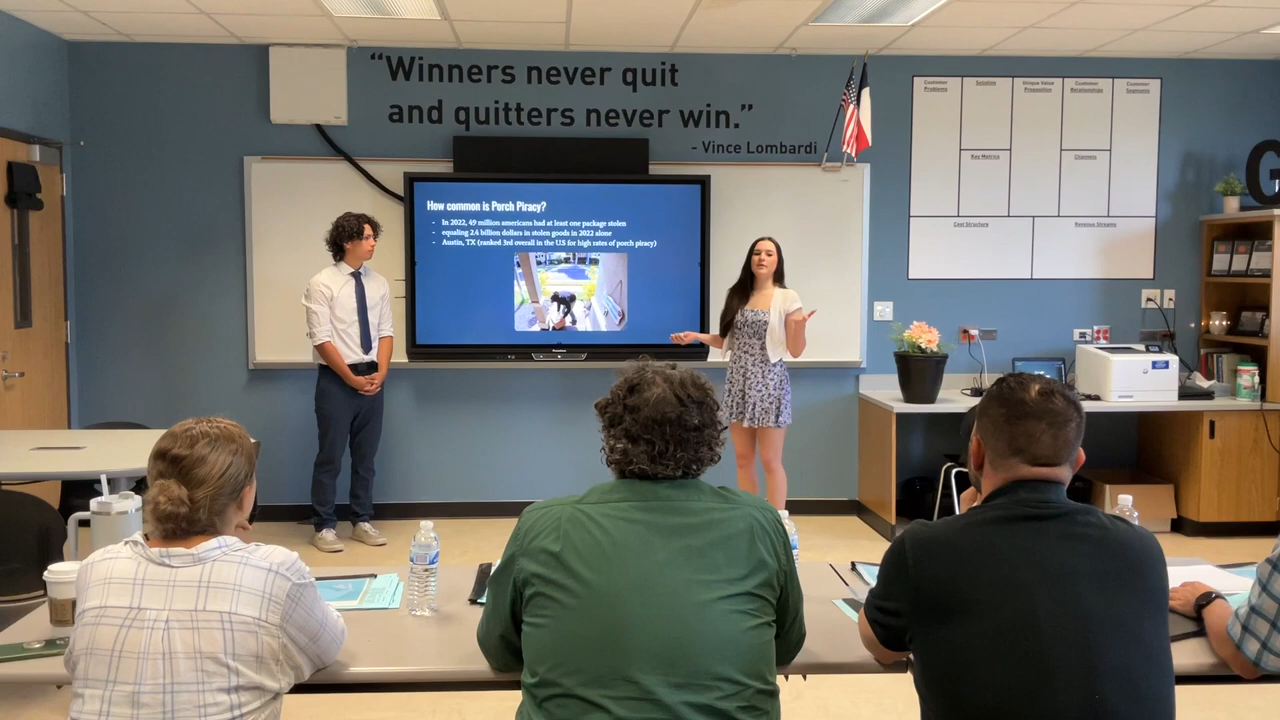 “Winners never quit
and quitters never win.”
- Vince Lombardi
How common is Porch Piracy?
- In 2022, 49 million americans had at least one package stolen
- equaling 2.4 billion dollars in stolen goods in 2022 alone
- Austin, TX (ranked 3rd overall in the U.S for high rates of porch piracy)
Customer Problems
Solution
Unique Value Proposition
Customer Relationships
Customer Segments
Key Metrics
Channels
Cost Structure
Revenue Streams
G